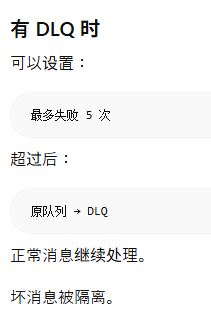 有 DLQ 时
可以设置：
最多失败 5 次
超过后：
原队列 → DLQ
正常消息继续处理。
坏消息被隔离。